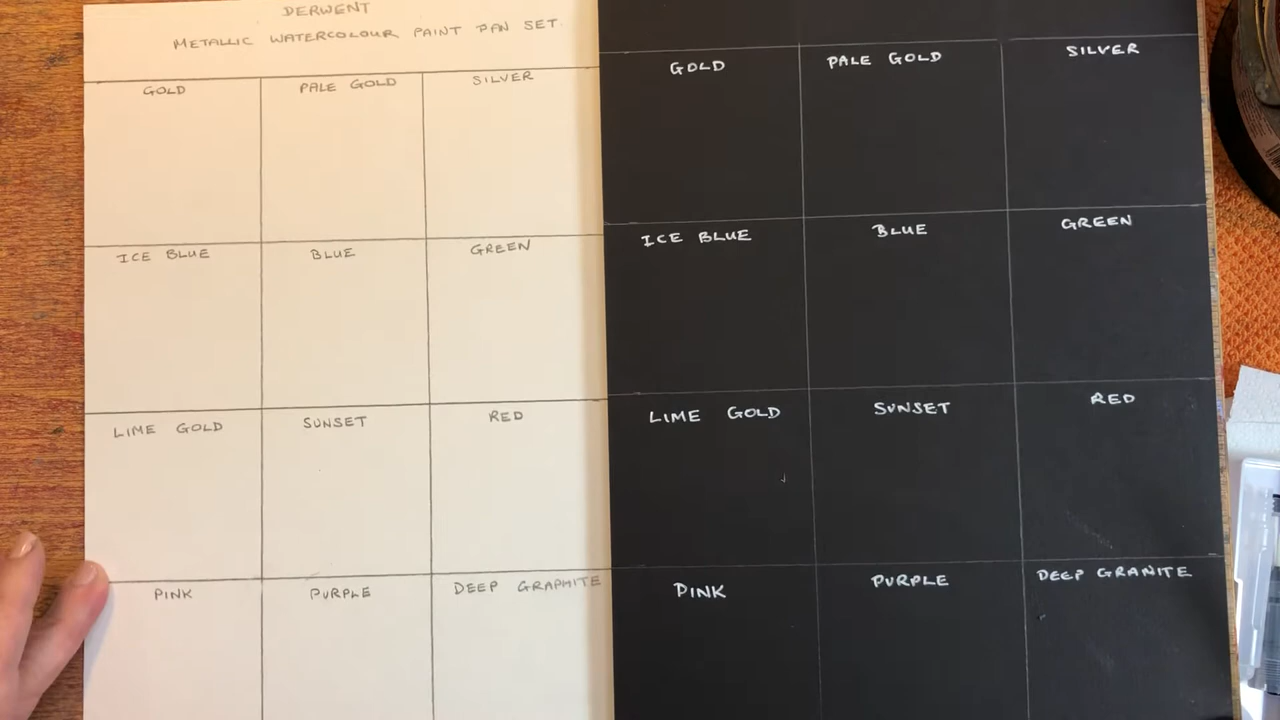 DERWENT
METALLIC WATERCOLOUR PAINT PAN SET.
GOLD PALE GOLD SILVER
ICE BLUE BLUE GREEN
LIME GOLD SUNSET RED
PINK PURPLE DEEP GRAPHITE
GOLD PALE GOLD SILVER
ICE BLUE BLUE GREEN
LIME GOLD SUNSET RED
PINK PURPLE DEEP GRANITE